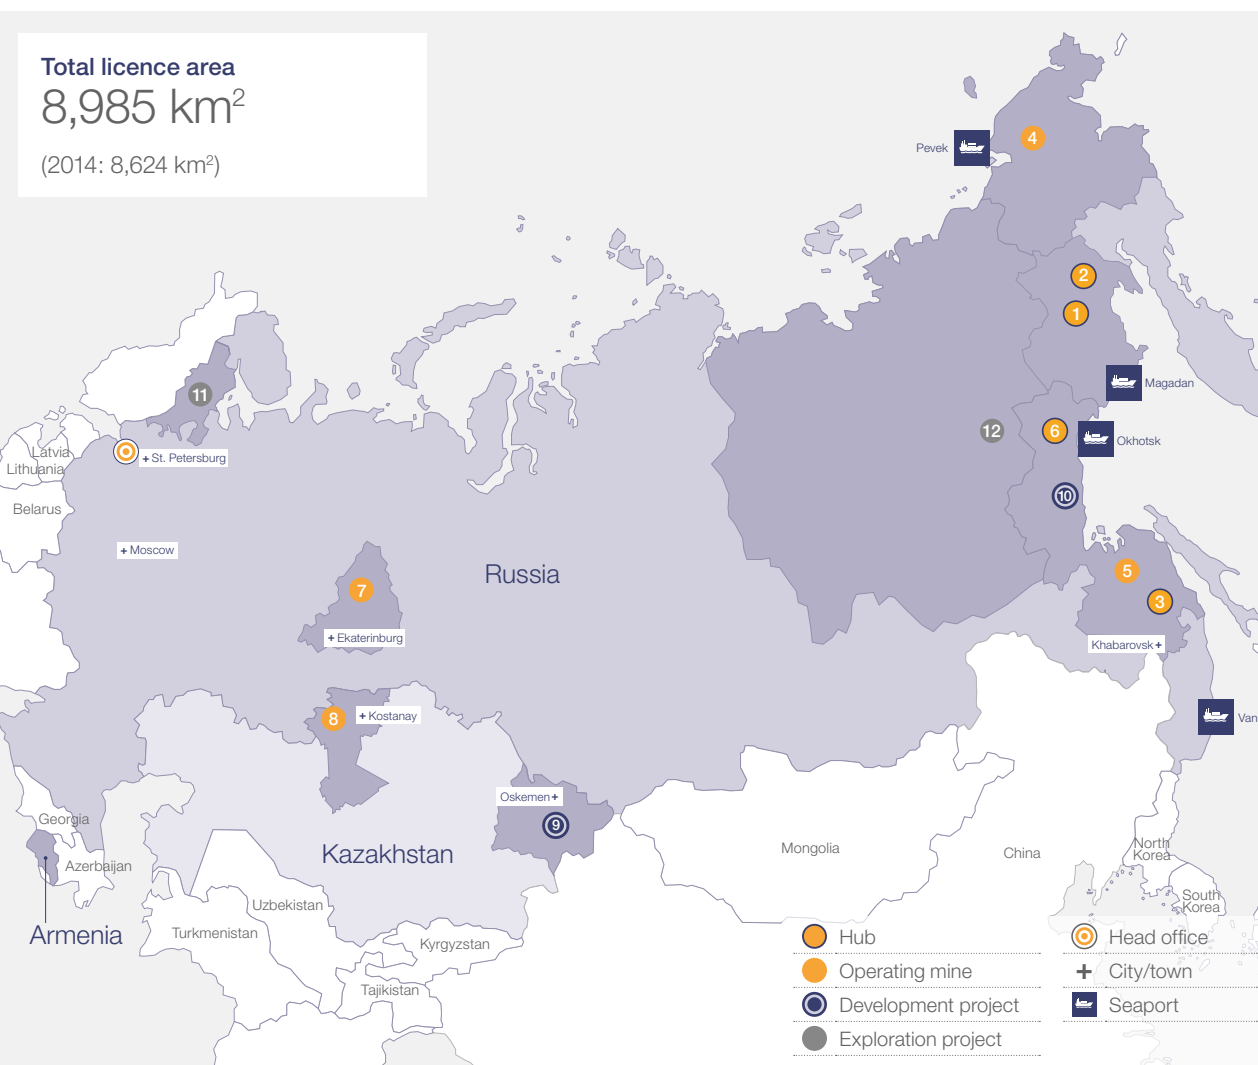 Total licence area
8,985 km²
(2014: 8,624 km²)
Pevek
4
2
1
Magadan
11
12
6
Okhotsk
Latvia
Lithuania
+ St. Petersburg
10
Belarus
+ Moscow
Russia
5
7
3
+ Ekaterinburg
Khabarovsk +
8
+ Kostanay
Van
Oskemen +
9
Georgia
Kazakhstan
Mongolia
China
North
Korea
Azerbaijan
South
Korea
Uzbekistan
Armenia
Turkmenistan
Kyrgyzstan
Tajikistan
Hub
Operating mine
Development project
Exploration project
Head office
+ City/town
Seaport